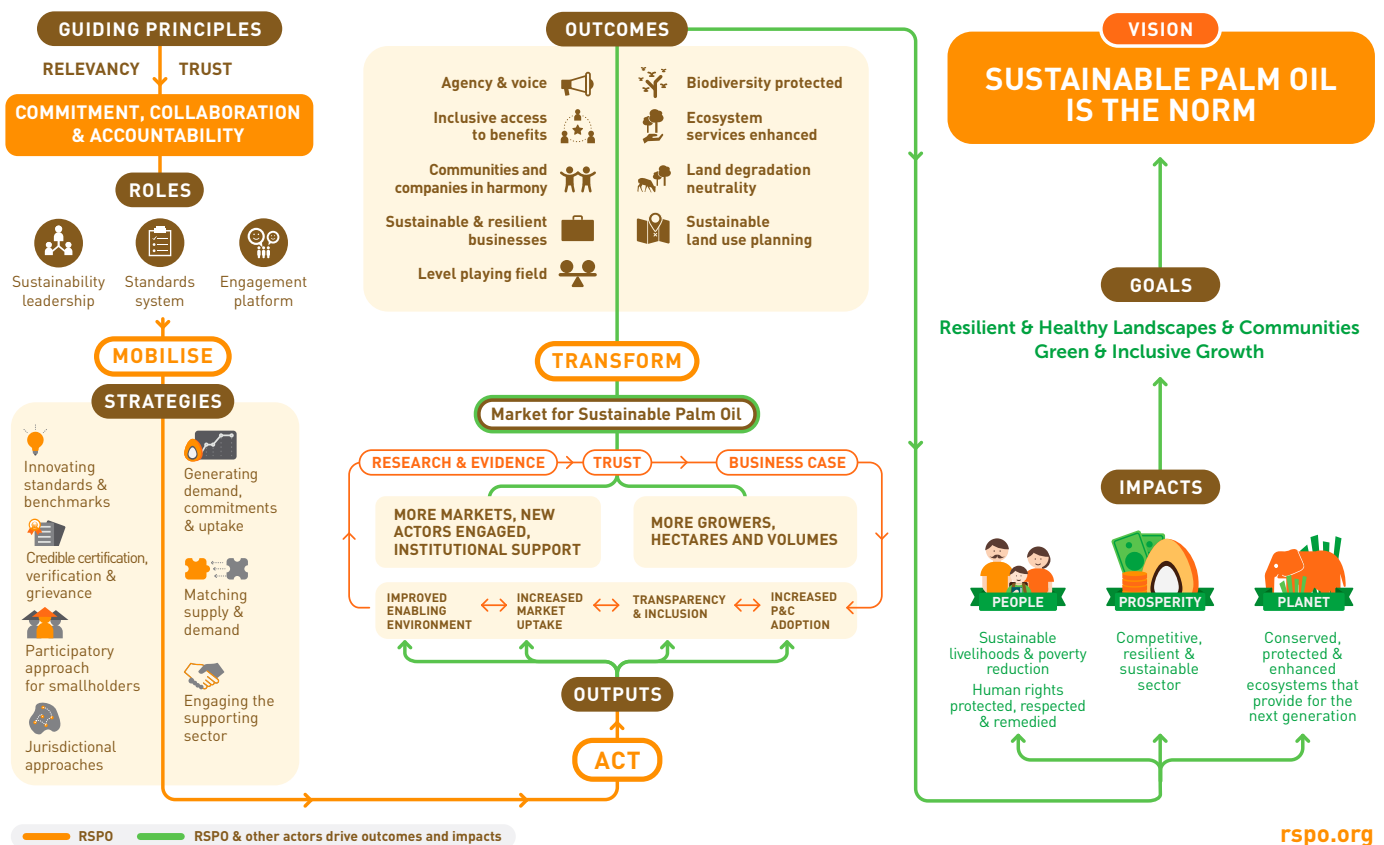 GUIDING PRINCIPLES
RELEVANCY
TRUST
COMMITMENT, COLLABORATION
& ACCOUNTABILITY
ROLES
Sustainability
leadership
Standards
system
Engagement
platform
MOBILISE
STRATEGIES
Innovating
standards &
benchmarks
Credible certification,
verification &
grievance
Participatory
approach
for smallholders
Jurisdictional
approaches
Generating
demand,
commitments
& uptake
Matching
supply &
demand
Engaging the
supporting
sector
OUTCOMES
Agency & voice
Inclusive access
to benefits
Communities and
companies in harmony
Sustainable & resilient
businesses
Level playing field
Biodiversity protected
Ecosystem
services enhanced
Land degradation
neutrality
Sustainable
land use planning
TRANSFORM
Market for Sustainable Palm Oil
RESEARCH & EVIDENCE
TRUST
BUSINESS CASE
MORE MARKETS, NEW
ACTORS ENGAGED,
INSTITUTIONAL SUPPORT
MORE GROWERS,
HECTARES AND VOLUMES
IMPROVED
ENABLING
ENVIRONMENT
INCREASED
MARKET
UPTAKE
TRANSPARENCY
& INCLUSION
INCREASED
P&C
ADOPTION
OUTPUTS
ACT
VISION
SUSTAINABLE PALM OIL
IS THE NORM
GOALS
Resilient & Healthy Landscapes & Communities
Green & Inclusive Growth
IMPACTS
PEOPLE
Sustainable
livelihoods & poverty
reduction
Human rights
protected, respected
& remedied
PROSPERITY
Competitive,
resilient &
sustainable
sector
PLANET
Conserved,
protected &
enhanced
ecosystems that
provide for the
next generation
RSPO
RSPO & other actors drive outcomes and impacts
rspo.org